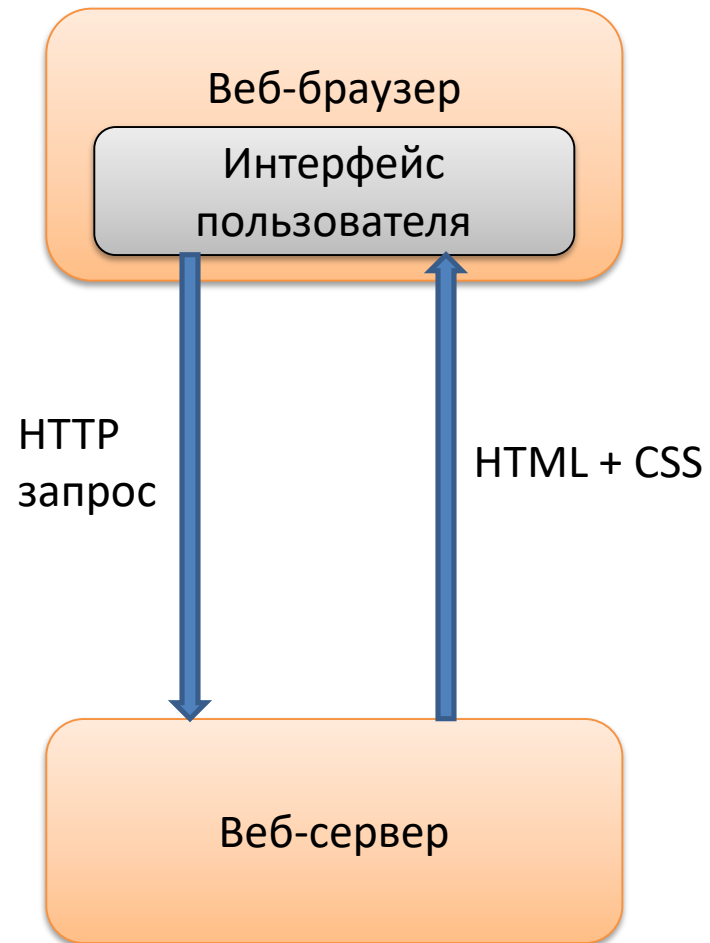 Веб-браузер
Интерфейс
пользователя
HTTP
запрос
HTML + CSS
Веб-сервер